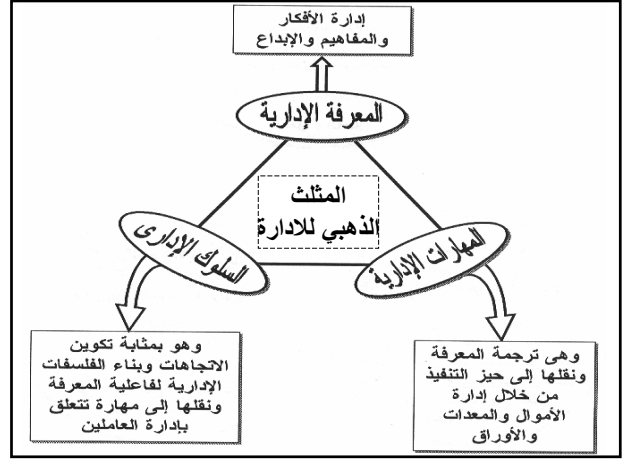 إدارة الأفكار
والمفاهيم والإبداع
المعرفة الإدارية
المثلث
الذهبي للادارة
المهارات الإدارية
السلوك الإدارى
وهى ترجمة المعرفة
ونقلها إلى حيز التنفيذ
من خلال إدارة
الأموال والمعدات
والأوراق
وهو بمثابة تكوين
الاتجاهات وبناء الفلسفات
الإدارية لفاعلية المعرفة
ونقلها إلى مهارة تتعلق
بإدارة العاملين